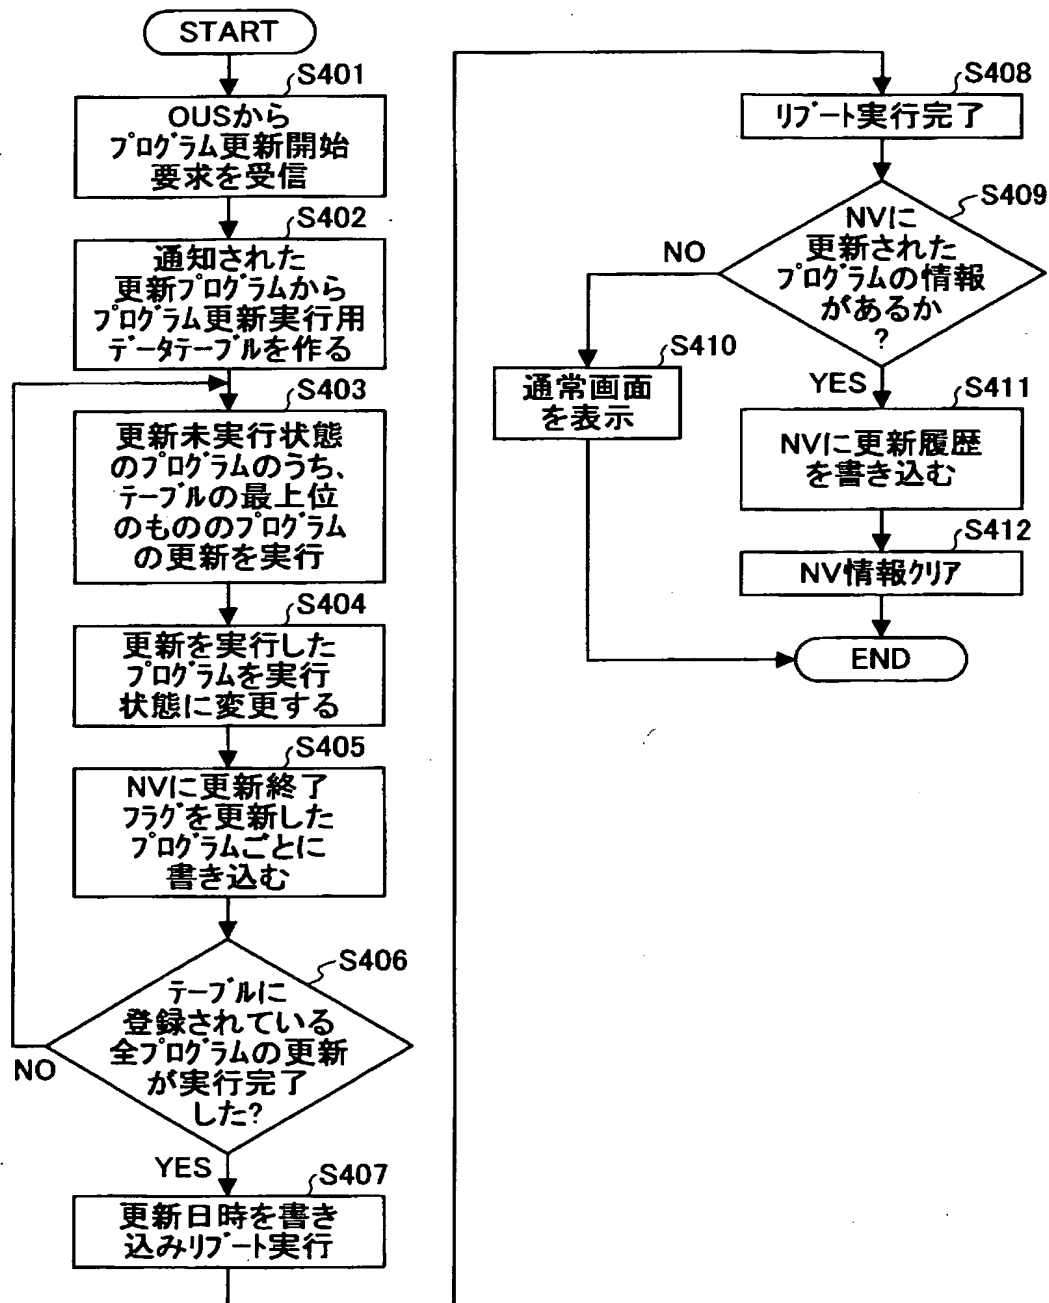 START
S401
OUSから
プログラム更新開始
要求を受信
S402
通知された
更新プログラムから
プログラム更新実行用
データテーブルを作る
S403
更新未実行状態
のプログラムのうち、
テーブルの最上位
のもののプログラム
の更新を実行
S404
更新を実行した
プログラムを実行
状態に変更する
S405
NVに更新終了
フラグを更新した
プログラムごとに
書き込む
S406
テーブルに
登録されている
全プログラムの更新
が実行完了
した?
NO
YES
S407
更新日時を書き
込みリブート実行
S408
リブート実行完了
S409
NVに
更新された
プログラムの情報
があるか
?
NO
YES
S410
通常画面
を表示
S411
NVに更新履歴
を書き込む
S412
NV情報クリア
END